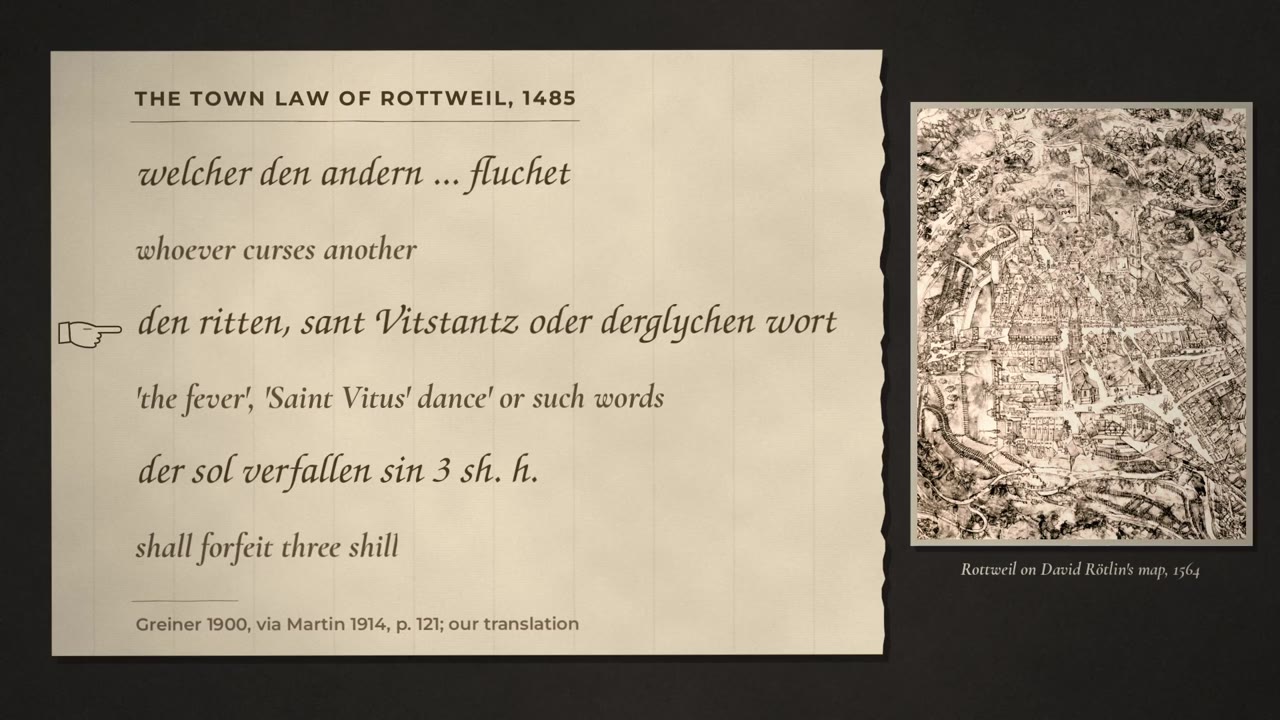 THE TOWN LAW OF ROTTWEIL, 1485
welcher den andern ... fluchet
whoever curses another
den ritten, sant Vitstantz oder derglychen wort
'the fever', 'Saint Vitus' dance' or such words
der sol verfallen sin 3 sh. h.
shall forfeit three shill
Greiner 1900, via Martin 1914, p. 121; our translation
Rottweil on David Rötlin's map, 1564